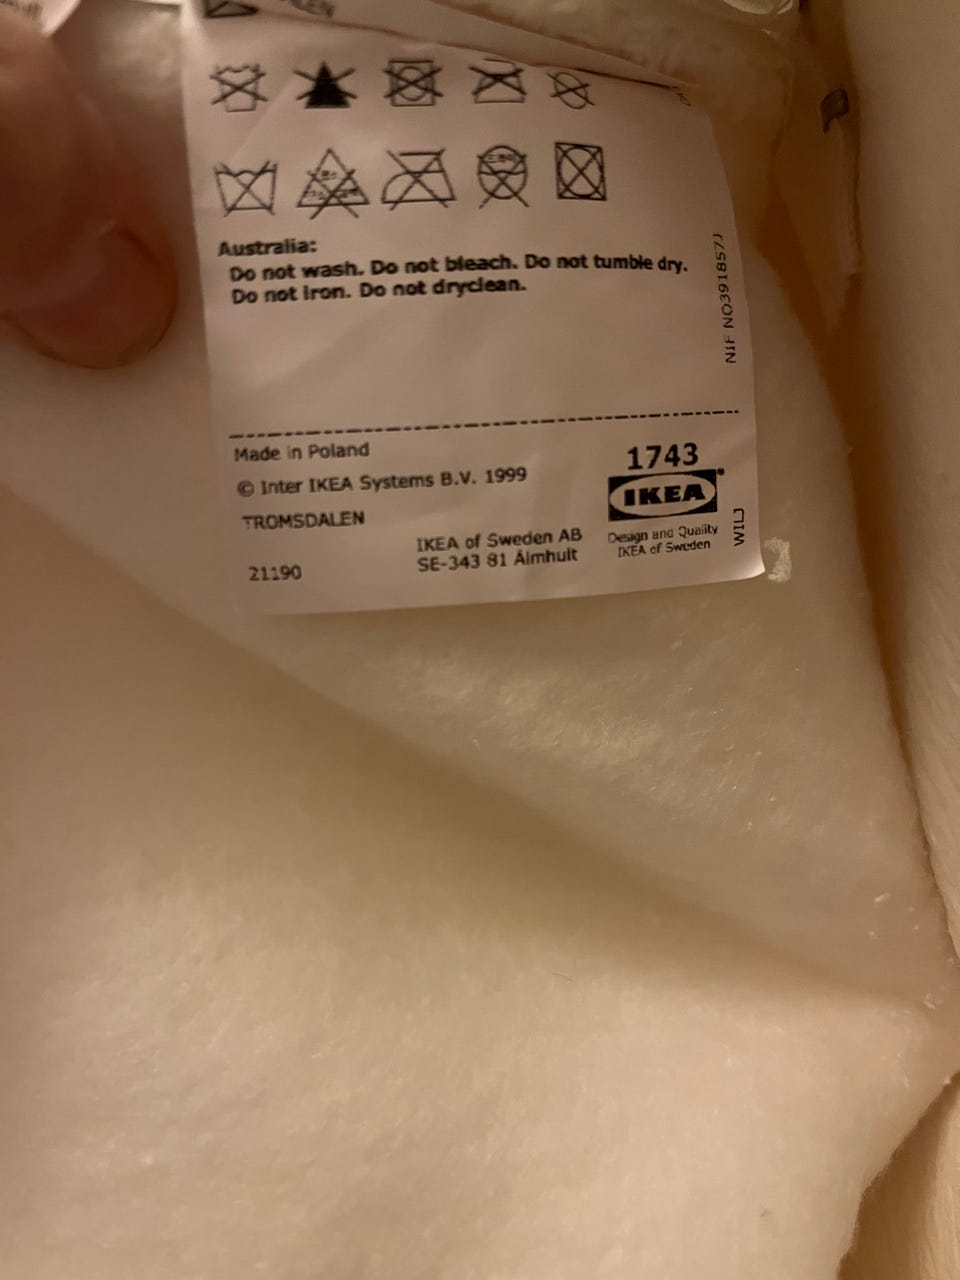 Australia:
Do not wash. Do not bleach. Do not tumble dry.
Do not iron. Do not dryclean.
NIF NO391857J
Made in Poland
© Inter IKEA Systems B.V. 1999
TROMSDALEN
21190
IKEA of Sweden AB
SE-343 81 Älmhult
1743
IKEA
Design and Quality
IKEA of Sweden
WILJ